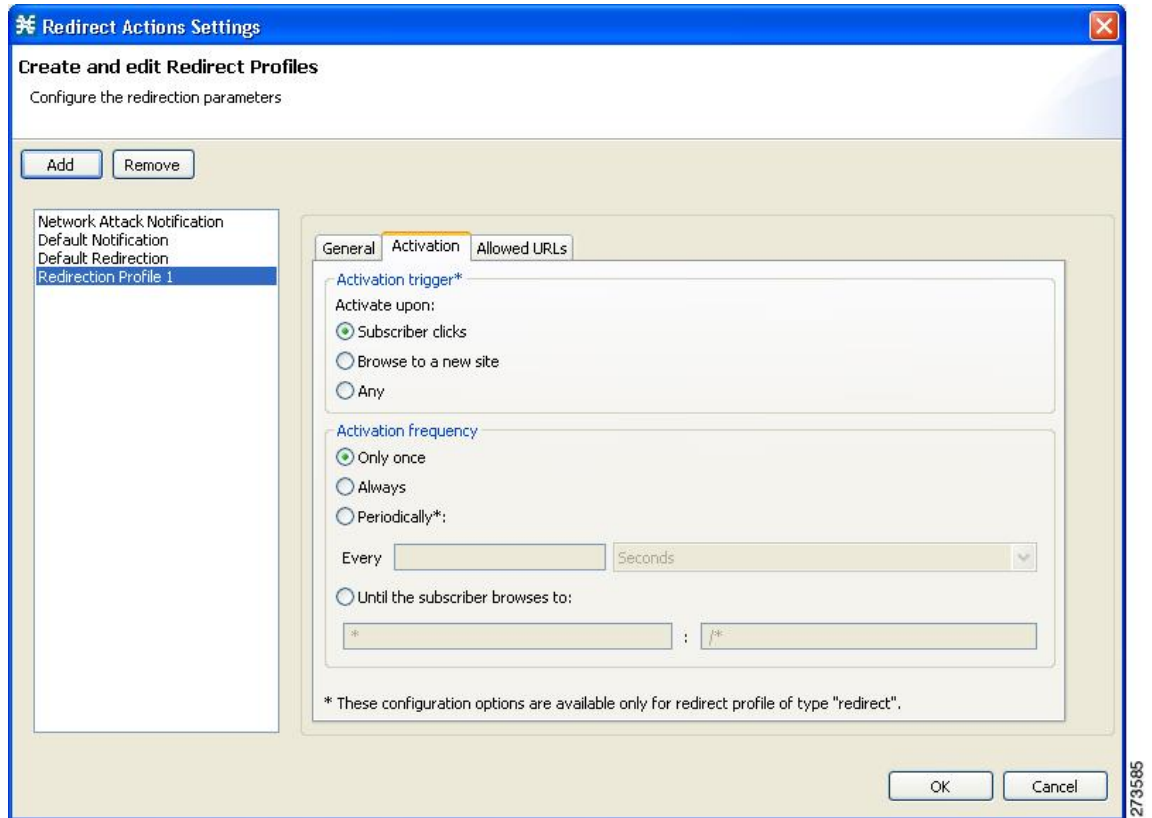 Redirect Actions Settings
Create and edit Redirect Profiles
Configure the redirection parameters
Add
Remove
Network Attack Notification
Default Notification
Default Redirection
Redirection Profile 1
General
Activation
Allowed URLs
Activation trigger*
Activate upon:
Subscriber clicks
Browse to a new site
Any
Activation frequency
Only once
Always
Periodically*:
Every
Seconds
Until the subscriber browses to:
*
:
/*
* These configuration options are available only for redirect profile of type "redirect".
OK
Cancel
273585